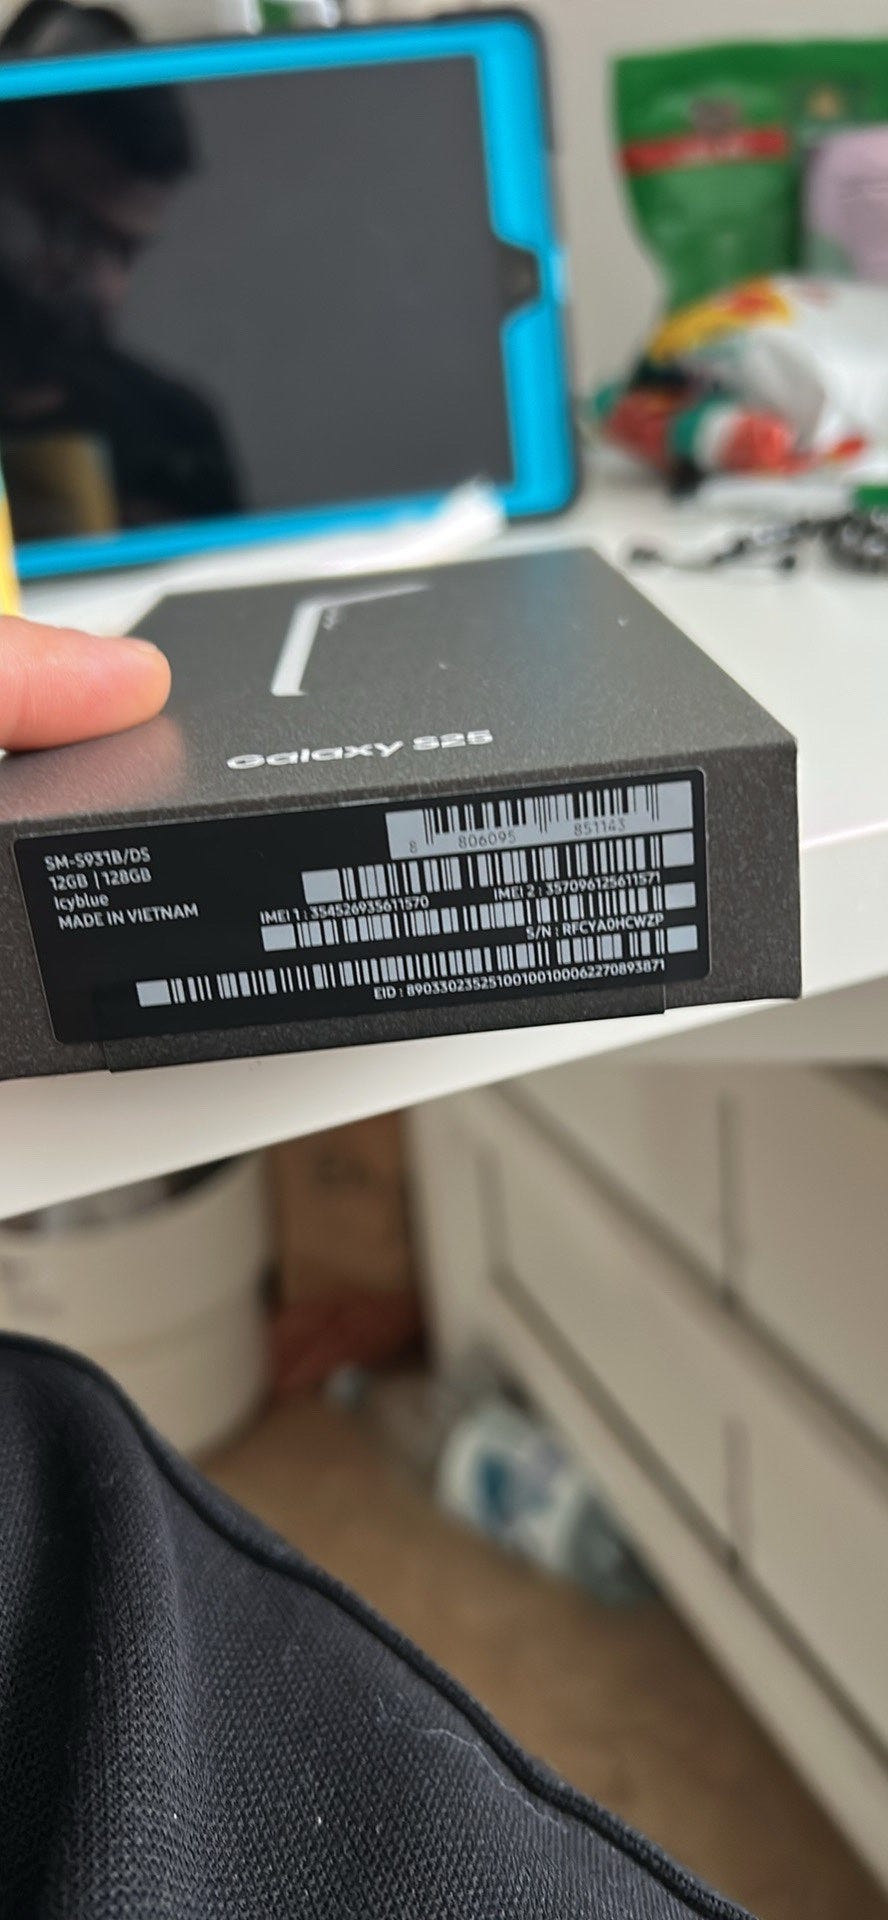 Galaxy S25
SM-S931B/DS
12GB | 128GB
Icyblue
MADE IN VIETNAM
8 806095 851143
IMEI 1 : 354526935611570
IMEI 2 : 357096125611571
S/N : RFCYA0HCWZP
EID : 89033023525100100100062270893871